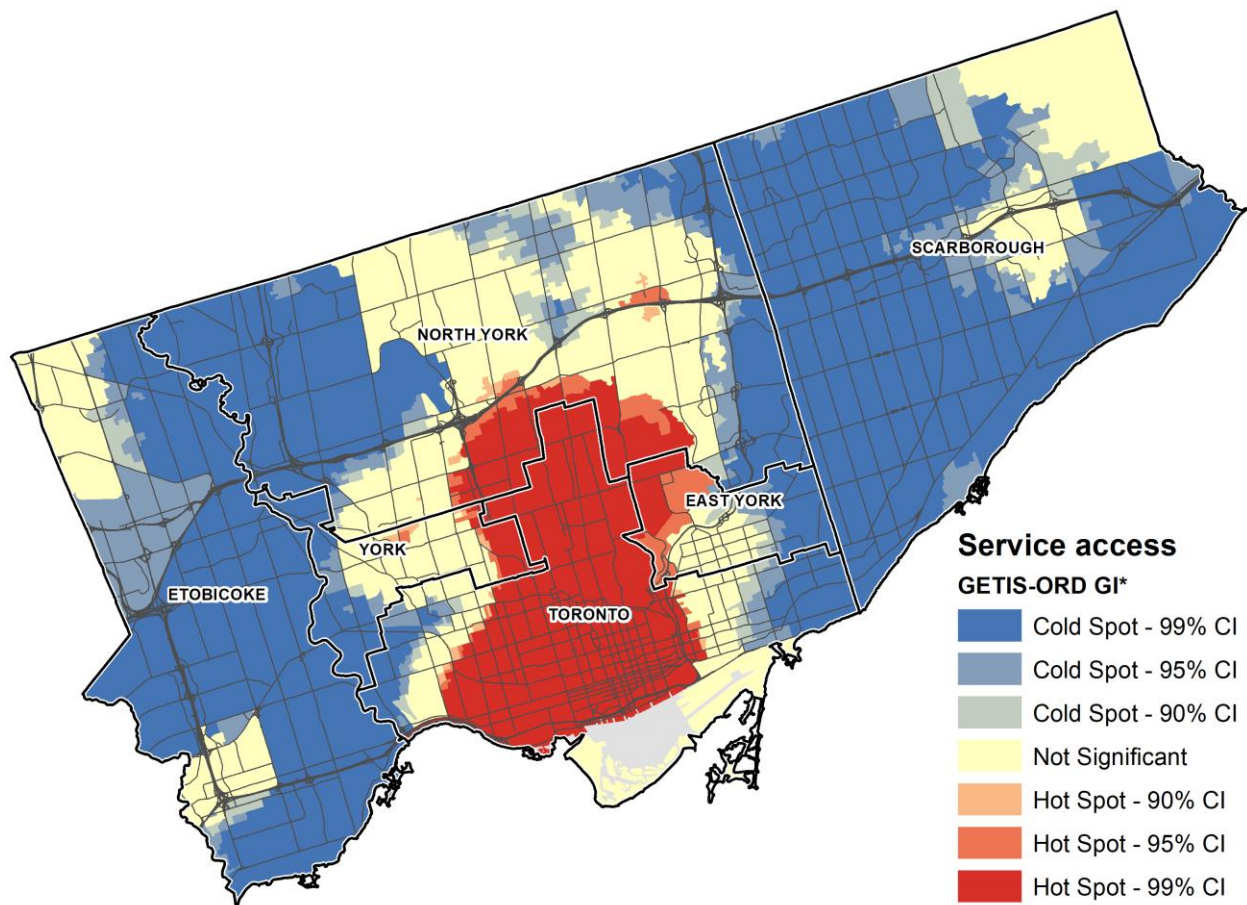 SCARBOROUGH
NORTH YORK
EAST YORK
YORK
ETOBICOKE
TORONTO
Service access
GETIS-ORD GI*
Cold Spot - 99% CI
Cold Spot - 95% CI
Cold Spot - 90% CI
Not Significant
Hot Spot - 90% CI
Hot Spot - 95% CI
Hot Spot - 99% CI